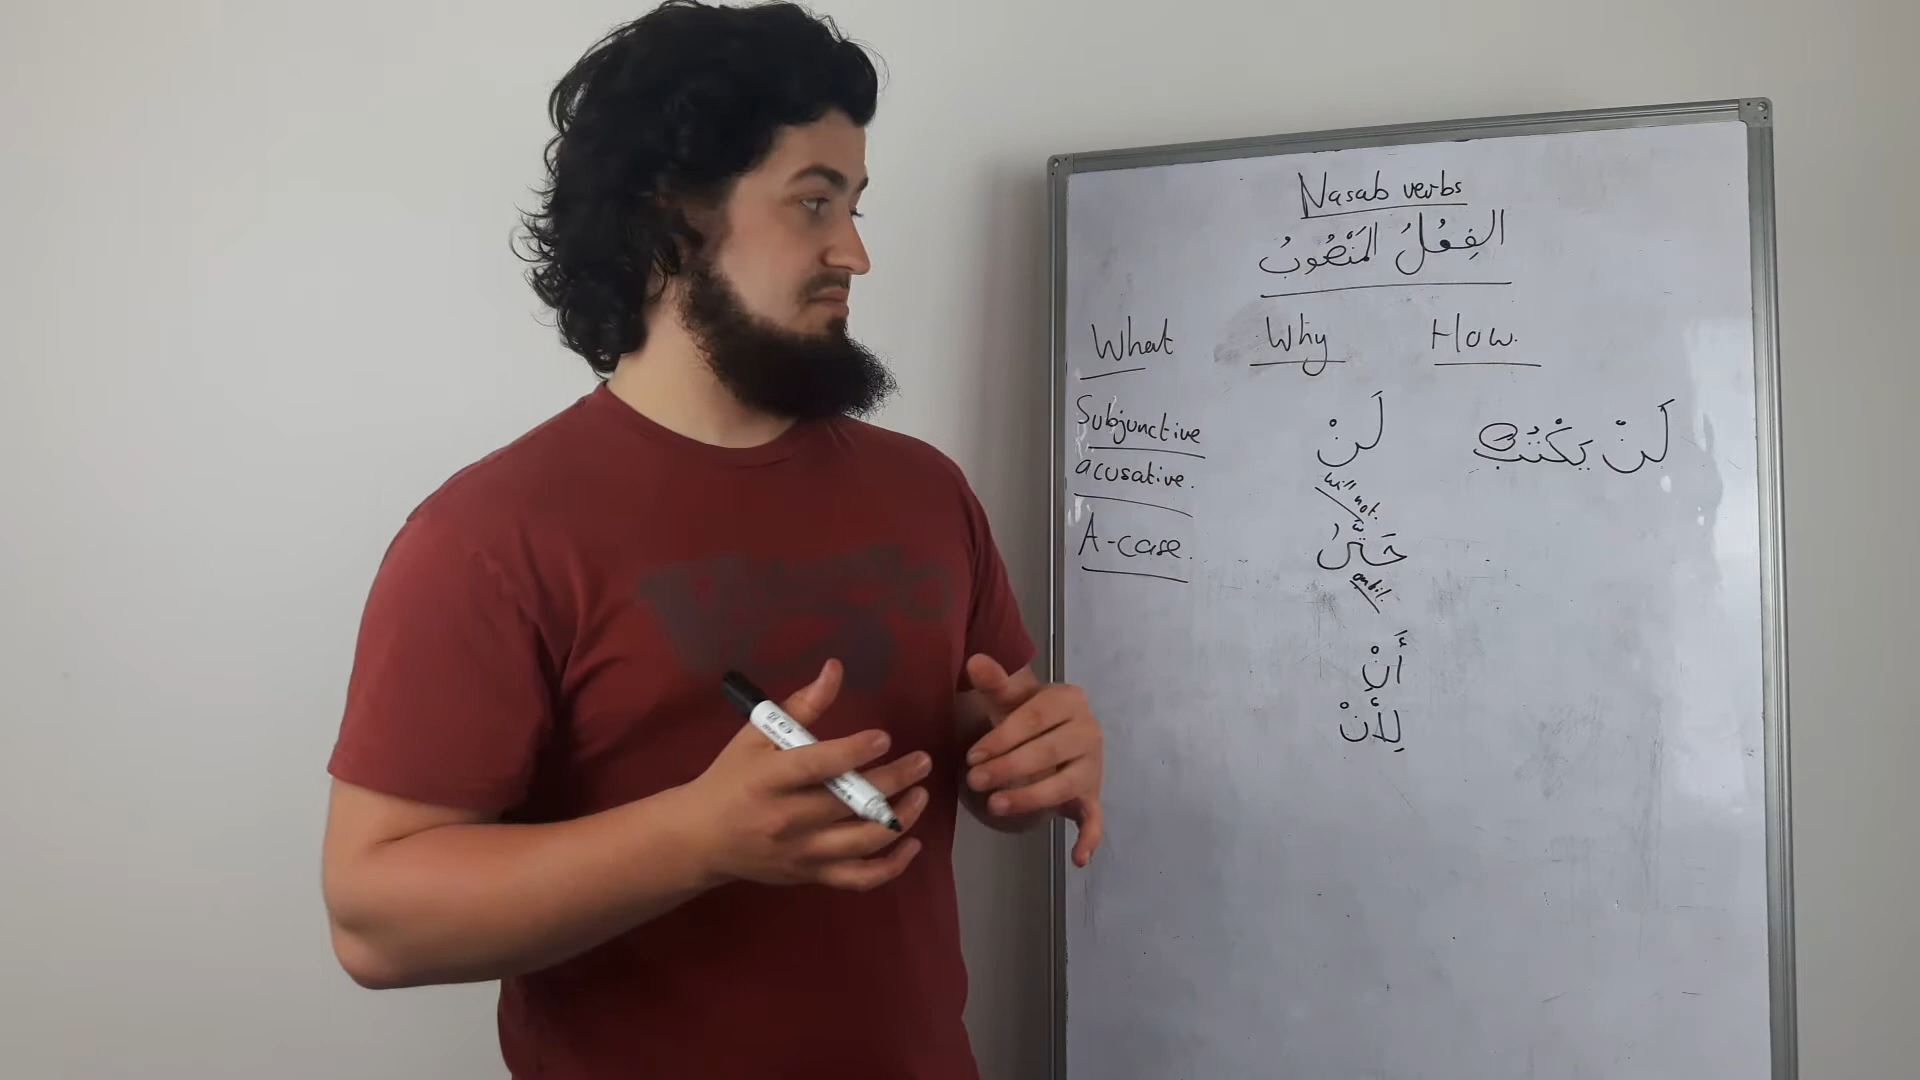 Nasab verbs
الفِعْلُ المَنْصُوبُ
What Why How.
Subjunctive
acusative.
A-case.
لَنْ
will not.
حَتَّى
until.
أَنْ
لِأَنْ
لَنْ يَكْتُبَ